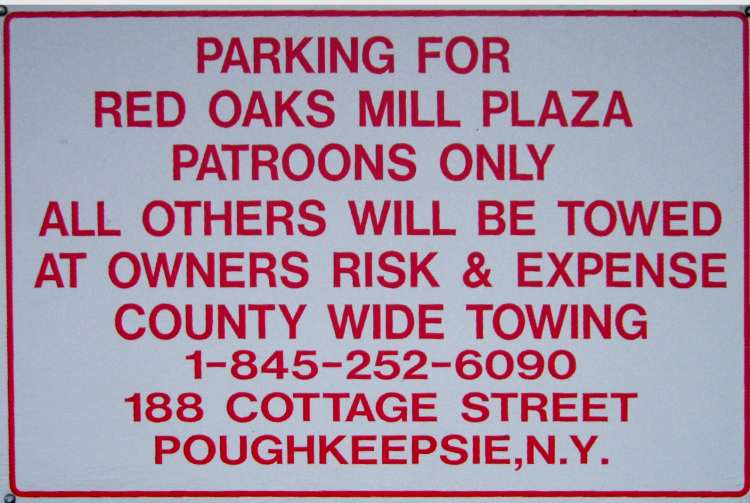 PARKING FOR
RED OAKS MILL PLAZA
PATROONS ONLY
ALL OTHERS WILL BE TOWED
AT OWNERS RISK & EXPENSE
COUNTY WIDE TOWING
1-845-252-6090
188 COTTAGE STREET
POUGHKEEPSIE,N.Y.